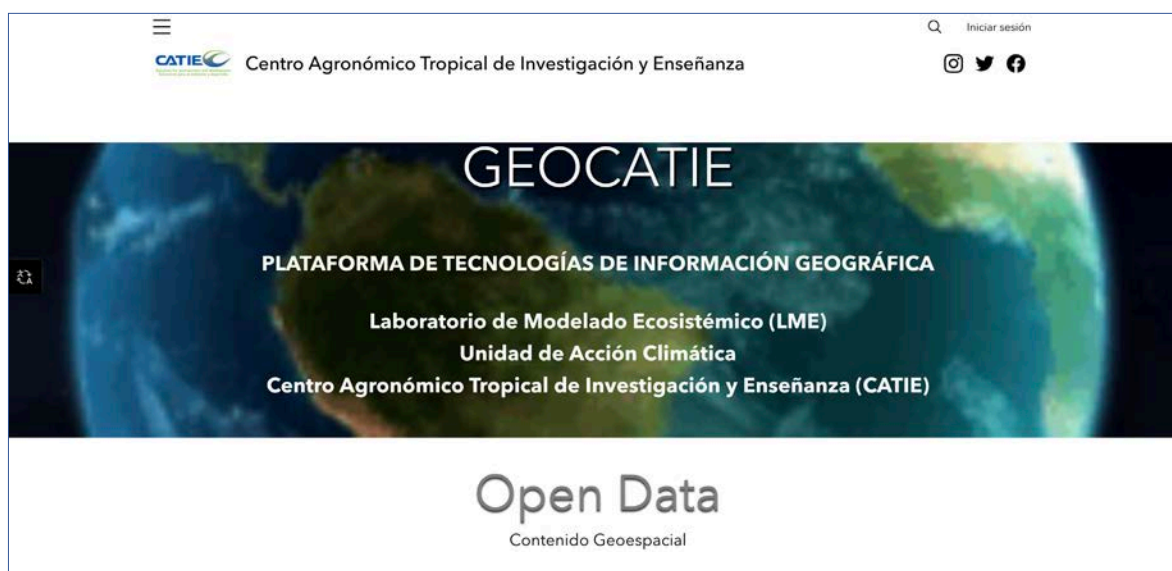 Iniciar sesión
CATIE
Centro Agronómico Tropical de Investigación y Enseñanza
GEOCATIE
PLATAFORMA DE TECNOLOGÍAS DE INFORMACIÓN GEOGRÁFICA
Laboratorio de Modelado Ecosistémico (LME)
Unidad de Acción Climática
Centro Agronómico Tropical de Investigación y Enseñanza (CATIE)
Open Data
Contenido Geoespacial